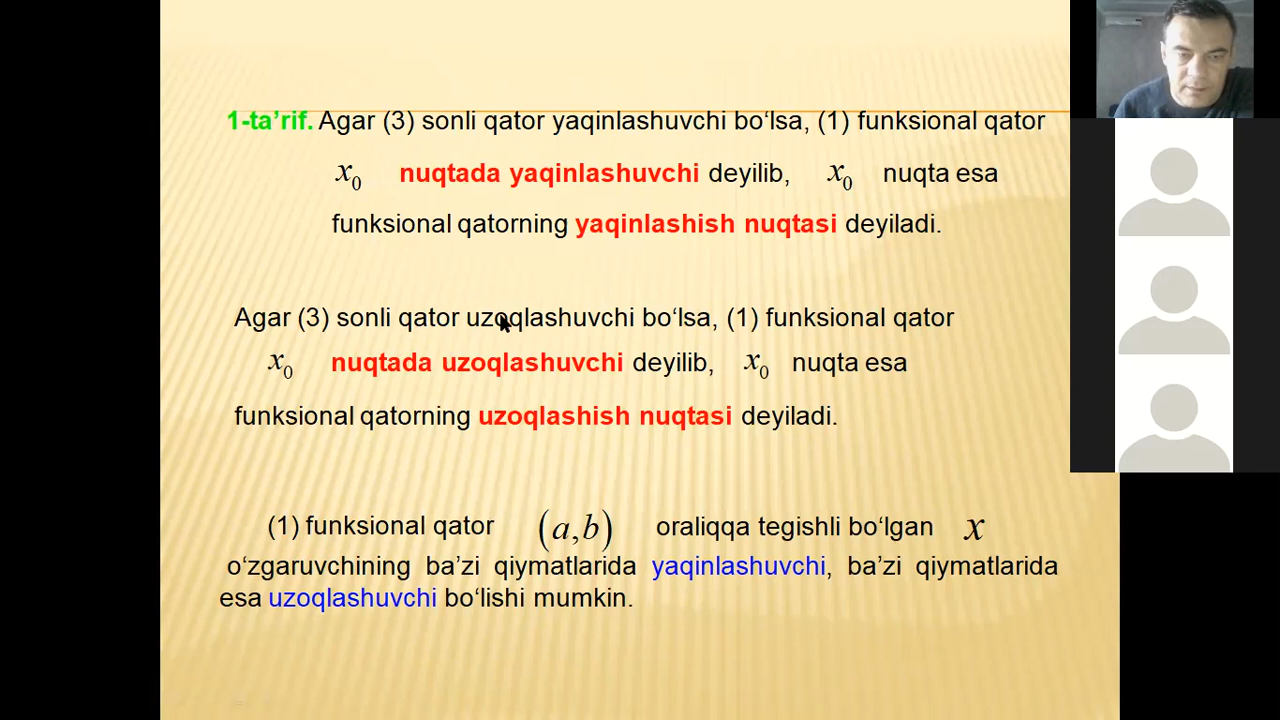 1-ta’rif. Agar (3) sonli qator yaqinlashuvchi bo‘lsa, (1) funksional qator
x₀ nuqtada yaqinlashuvchi deyilib, x₀ nuqta esa
funksional qatorning yaqinlashish nuqtasi deyiladi.
Agar (3) sonli qator uzoqlashuvchi bo‘lsa, (1) funksional qator
x₀ nuqtada uzoqlashuvchi deyilib, x₀ nuqta esa
funksional qatorning uzoqlashish nuqtasi deyiladi.
(1) funksional qator (a,b) oraliqqa tegishli bo‘lgan x
o‘zgaruvchining ba’zi qiymatlarida yaqinlashuvchi, ba’zi qiymatlarida
esa uzoqlashuvchi bo‘lishi mumkin.